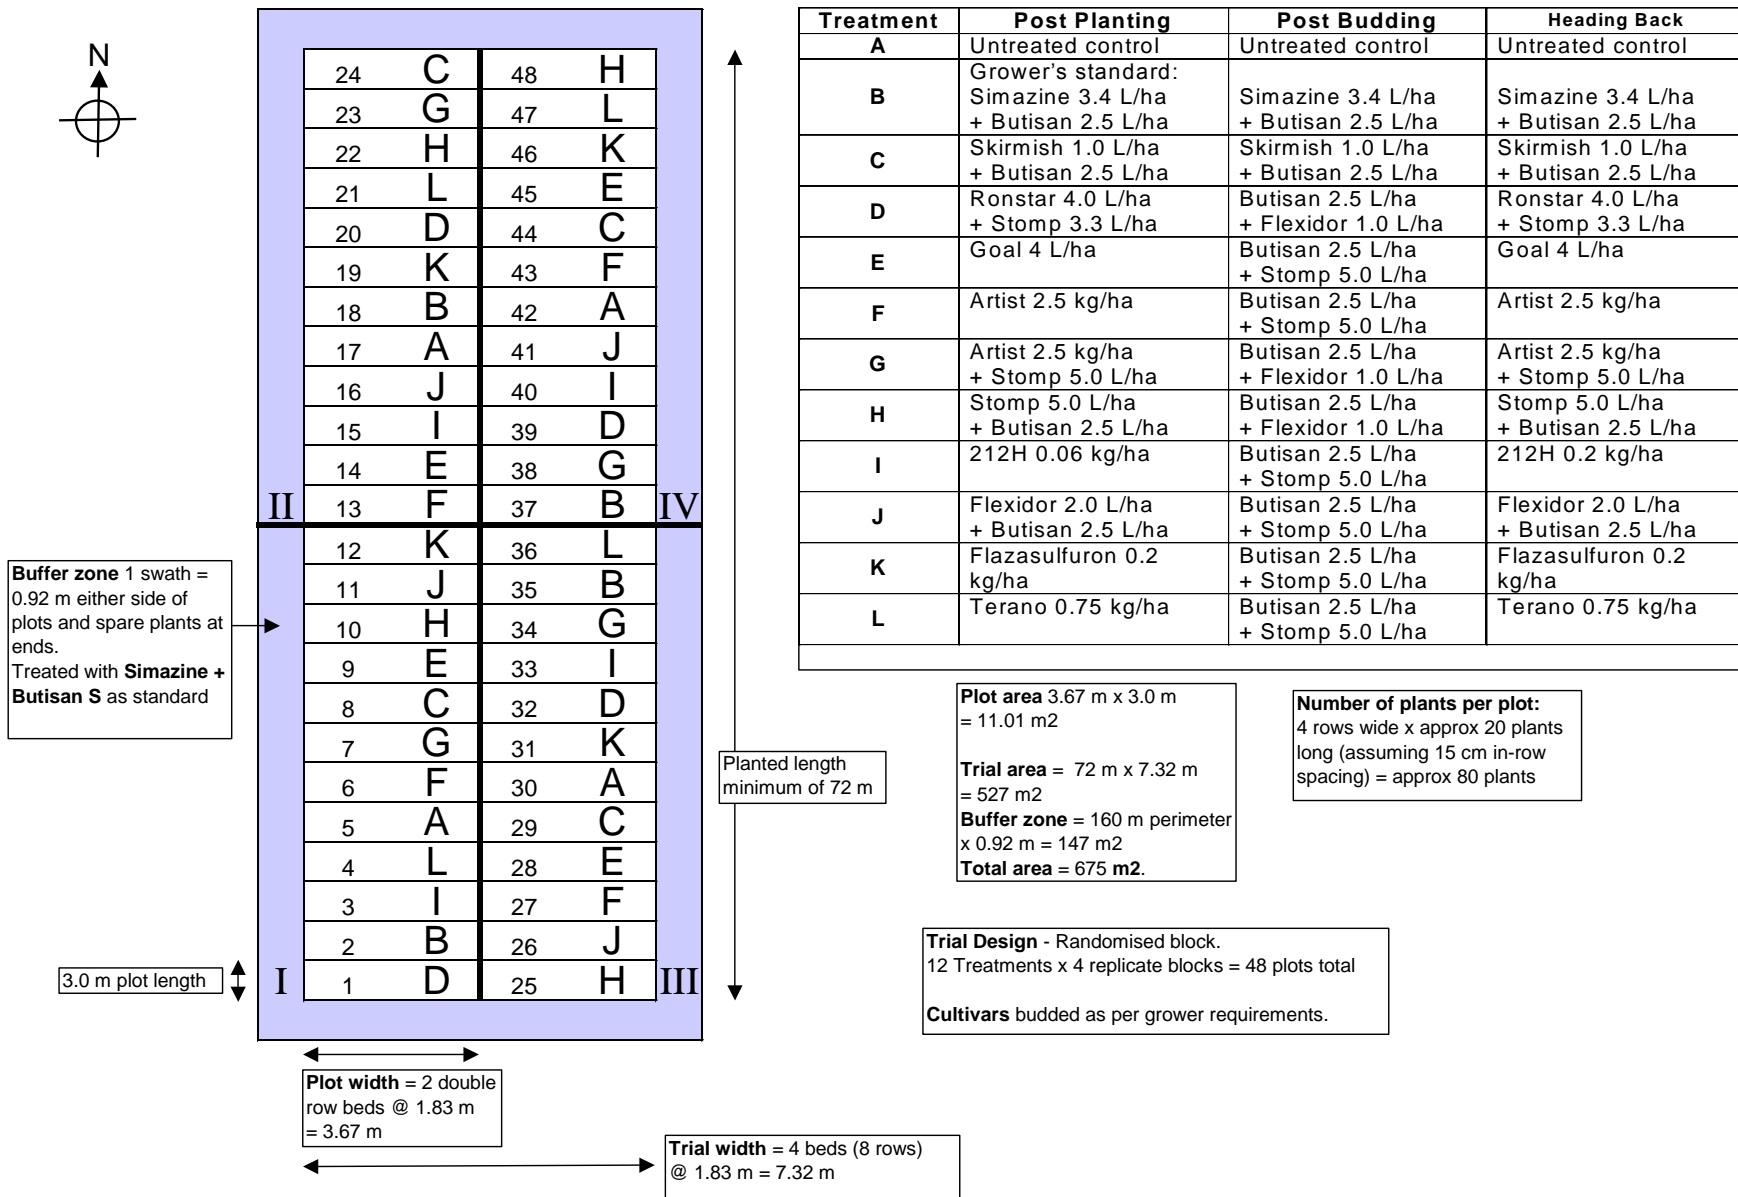 N
24 C 48 H
23 G 47 L
22 H 46 K
21 L 45 E
20 D 44 C
19 K 43 F
18 B 42 A
17 A 41 J
16 J 40 I
15 I 39 D
14 E 38 G
II 13 F 37 B IV
12 K 36 L
11 J 35 B
10 H 34 G
9 E 33 I
8 C 32 D
7 G 31 K
6 F 30 A
5 A 29 C
4 L 28 E
3 I 27 F
2 B 26 J
I 1 D 25 H III
Buffer zone 1 swath =
0.92 m either side of
plots and spare plants at
ends.
Treated with Simazine +
Butisan S as standard
3.0 m plot length
Planted length
minimum of 72 m
Plot width = 2 double
row beds @ 1.83 m
= 3.67 m
Trial width = 4 beds (8 rows)
@ 1.83 m = 7.32 m
Treatment Post Planting Post Budding Heading Back
A Untreated control Untreated control Untreated control
Grower's standard:
B Simazine 3.4 L/ha Simazine 3.4 L/ha Simazine 3.4 L/ha
+ Butisan 2.5 L/ha + Butisan 2.5 L/ha + Butisan 2.5 L/ha
C Skirmish 1.0 L/ha Skirmish 1.0 L/ha Skirmish 1.0 L/ha
+ Butisan 2.5 L/ha + Butisan 2.5 L/ha + Butisan 2.5 L/ha
D Ronstar 4.0 L/ha Butisan 2.5 L/ha Ronstar 4.0 L/ha
+ Stomp 3.3 L/ha + Flexidor 1.0 L/ha + Stomp 3.3 L/ha
E Goal 4 L/ha Butisan 2.5 L/ha Goal 4 L/ha
+ Stomp 5.0 L/ha
F Artist 2.5 kg/ha Butisan 2.5 L/ha Artist 2.5 kg/ha
+ Stomp 5.0 L/ha
G Artist 2.5 kg/ha Butisan 2.5 L/ha Artist 2.5 kg/ha
+ Stomp 5.0 L/ha + Flexidor 1.0 L/ha + Stomp 5.0 L/ha
H Stomp 5.0 L/ha Butisan 2.5 L/ha Stomp 5.0 L/ha
+ Butisan 2.5 L/ha + Flexidor 1.0 L/ha + Butisan 2.5 L/ha
I 212H 0.06 kg/ha Butisan 2.5 L/ha 212H 0.2 kg/ha
+ Stomp 5.0 L/ha
J Flexidor 2.0 L/ha Butisan 2.5 L/ha Flexidor 2.0 L/ha
+ Butisan 2.5 L/ha + Stomp 5.0 L/ha + Butisan 2.5 L/ha
K Flazasulfuron 0.2 Butisan 2.5 L/ha Flazasulfuron 0.2
kg/ha + Stomp 5.0 L/ha kg/ha
L Terano 0.75 kg/ha Butisan 2.5 L/ha Terano 0.75 kg/ha
+ Stomp 5.0 L/ha
Plot area 3.67 m x 3.0 m
= 11.01 m2
Trial area = 72 m x 7.32 m
= 527 m2
Buffer zone = 160 m perimeter
x 0.92 m = 147 m2
Total area = 675 m2.
Number of plants per plot:
4 rows wide x approx 20 plants
long (assuming 15 cm in-row
spacing) = approx 80 plants
Trial Design - Randomised block.
12 Treatments x 4 replicate blocks = 48 plots total
Cultivars budded as per grower requirements.